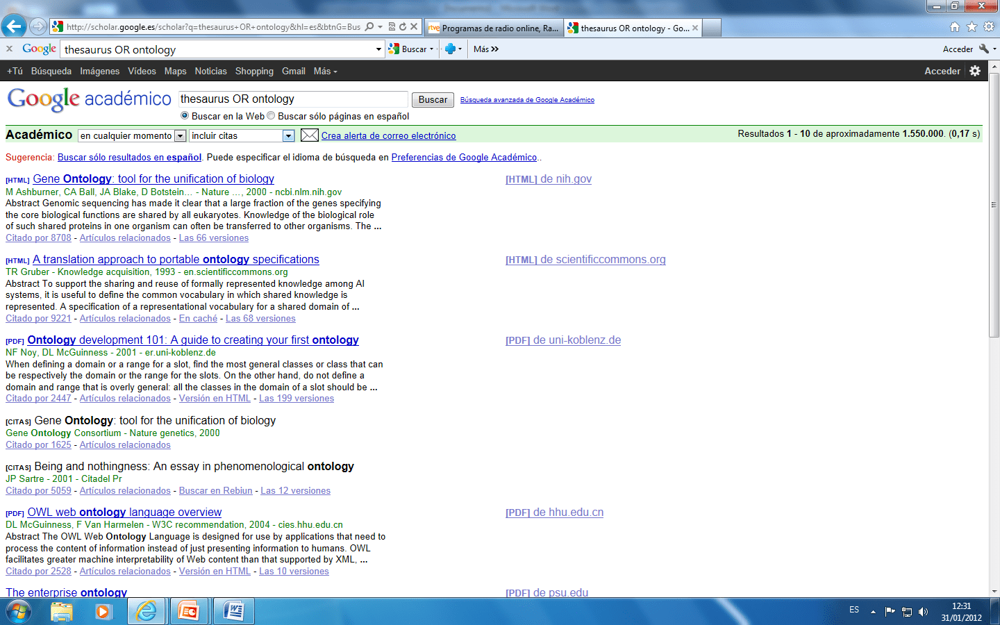 http://scholar.google.es/scholar?q=thesaurus+OR+ontology&hl=es&btnG=Bus
rtve Programas de radio online, Ra...
thesaurus OR ontology - Go...
Google thesaurus OR ontology Buscar Más Acceder
+Tú Búsqueda Imágenes Vídeos Maps Noticias Shopping Gmail Más Acceder
Google académico thesaurus OR ontology Buscar Búsqueda avanzada de Google Académico
Buscar en la Web Buscar sólo páginas en español
Académico en cualquier momento incluir citas Crea alerta de correo electrónico Resultados 1 - 10 de aproximadamente 1.550.000. (0,17 s)
Sugerencia: Buscar sólo resultados en español. Puede especificar el idioma de búsqueda en Preferencias de Google Académico..
[HTML] Gene Ontology: tool for the unification of biology [HTML] de nih.gov
M Ashburner, CA Ball, JA Blake, D Botstein... - Nature ..., 2000 - ncbi.nlm.nih.gov
Abstract Genomic sequencing has made it clear that a large fraction of the genes specifying
the core biological functions are shared by all eukaryotes. Knowledge of the biological role
of such shared proteins in one organism can often be transferred to other organisms. The ...
Citado por 8708 - Artículos relacionados - Las 66 versiones
[HTML] A translation approach to portable ontology specifications [HTML] de scientificcommons.org
TR Gruber - Knowledge acquisition, 1993 - en.scientificcommons.org
Abstract To support the sharing and reuse of formally represented knowledge among AI
systems, it is useful to define the common vocabulary in which shared knowledge is
represented. A specification of a representational vocabulary for a shared domain of ...
Citado por 9221 - Artículos relacionados - En caché - Las 68 versiones
[PDF] Ontology development 101: A guide to creating your first ontology [PDF] de uni-koblenz.de
NF Noy, DL McGuinness - 2001 - er.uni-koblenz.de
When defining a domain or a range for a slot, find the most general classes or class that can
be respectively the domain or the range for the slots. On the other hand, do not define a
domain and range that is overly general: all the classes in the domain of a slot should be ...
Citado por 2447 - Artículos relacionados - Versión en HTML - Las 199 versiones
[CITAS] Gene Ontology: tool for the unification of biology
Gene Ontology Consortium - Nature genetics, 2000
Citado por 1625 - Artículos relacionados
[CITAS] Being and nothingness: An essay in phenomenological ontology
JP Sartre - 2001 - Citadel Pr
Citado por 5059 - Artículos relacionados - Buscar en Rebiun - Las 12 versiones
[PDF] OWL web ontology language overview [PDF] de hhu.edu.cn
DL McGuinness, F Van Harmelen - W3C recommendation, 2004 - cies.hhu.edu.cn
Abstract The OWL Web Ontology Language is designed for use by applications that need to
process the content of information instead of just presenting information to humans. OWL
facilitates greater machine interpretability of Web content than that supported by XML, ...
Citado por 2528 - Artículos relacionados - Versión en HTML - Las 10 versiones
The enterprise ontology [PDF] de psu.edu
ES 12:31
31/01/2012